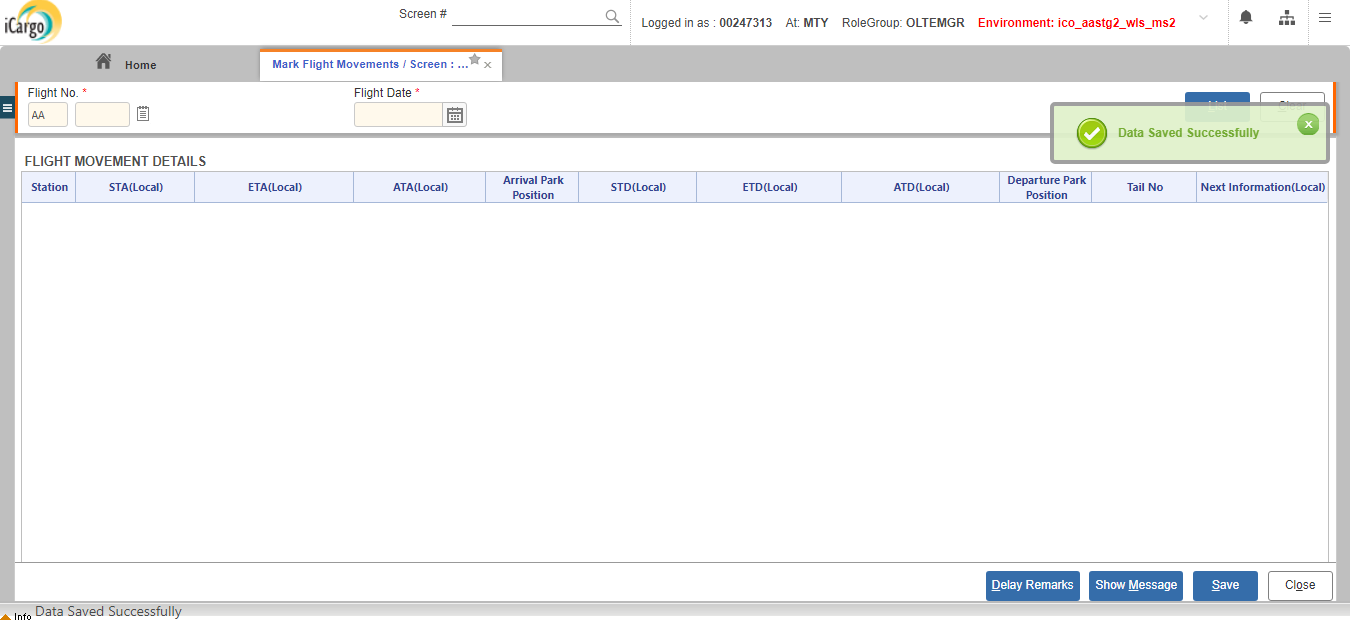 iCargo
Screen #
Logged in as : 00247313 At: MTY RoleGroup: OLTEMGR Environment: ico_aastg2_wls_ms2
Home
Mark Flight Movements / Screen : ...
Flight No. *
Flight Date *
AA
Data Saved Successfully
FLIGHT MOVEMENT DETAILS
Station STA(Local) ETA(Local) ATA(Local) Arrival Park Position STD(Local) ETD(Local) ATD(Local) Departure Park Position Tail No Next Information(Local)
Delay Remarks Show Message Save Close
Info Data Saved Successfully